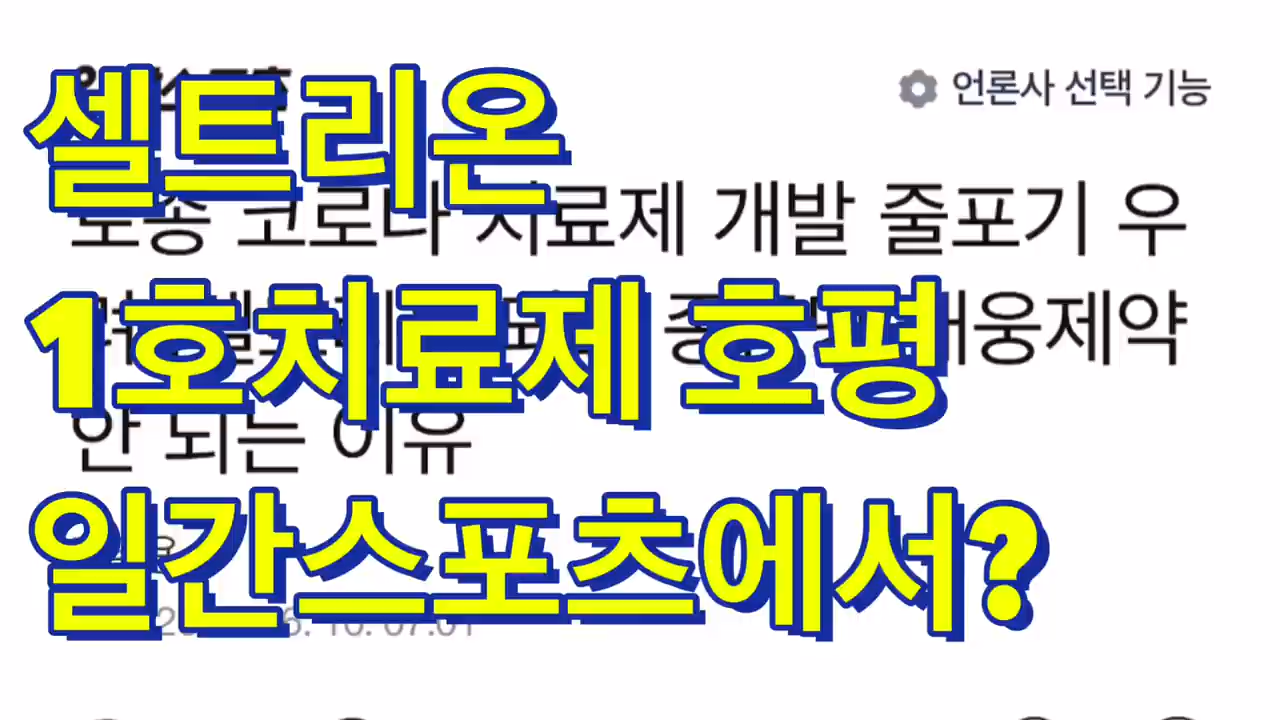 셀트리온
언론사 선택 기능
코로나 치료제 개발 줄포기 우
1호치료제 호평
대웅제약
안 되는 이유
일간스포츠에서?